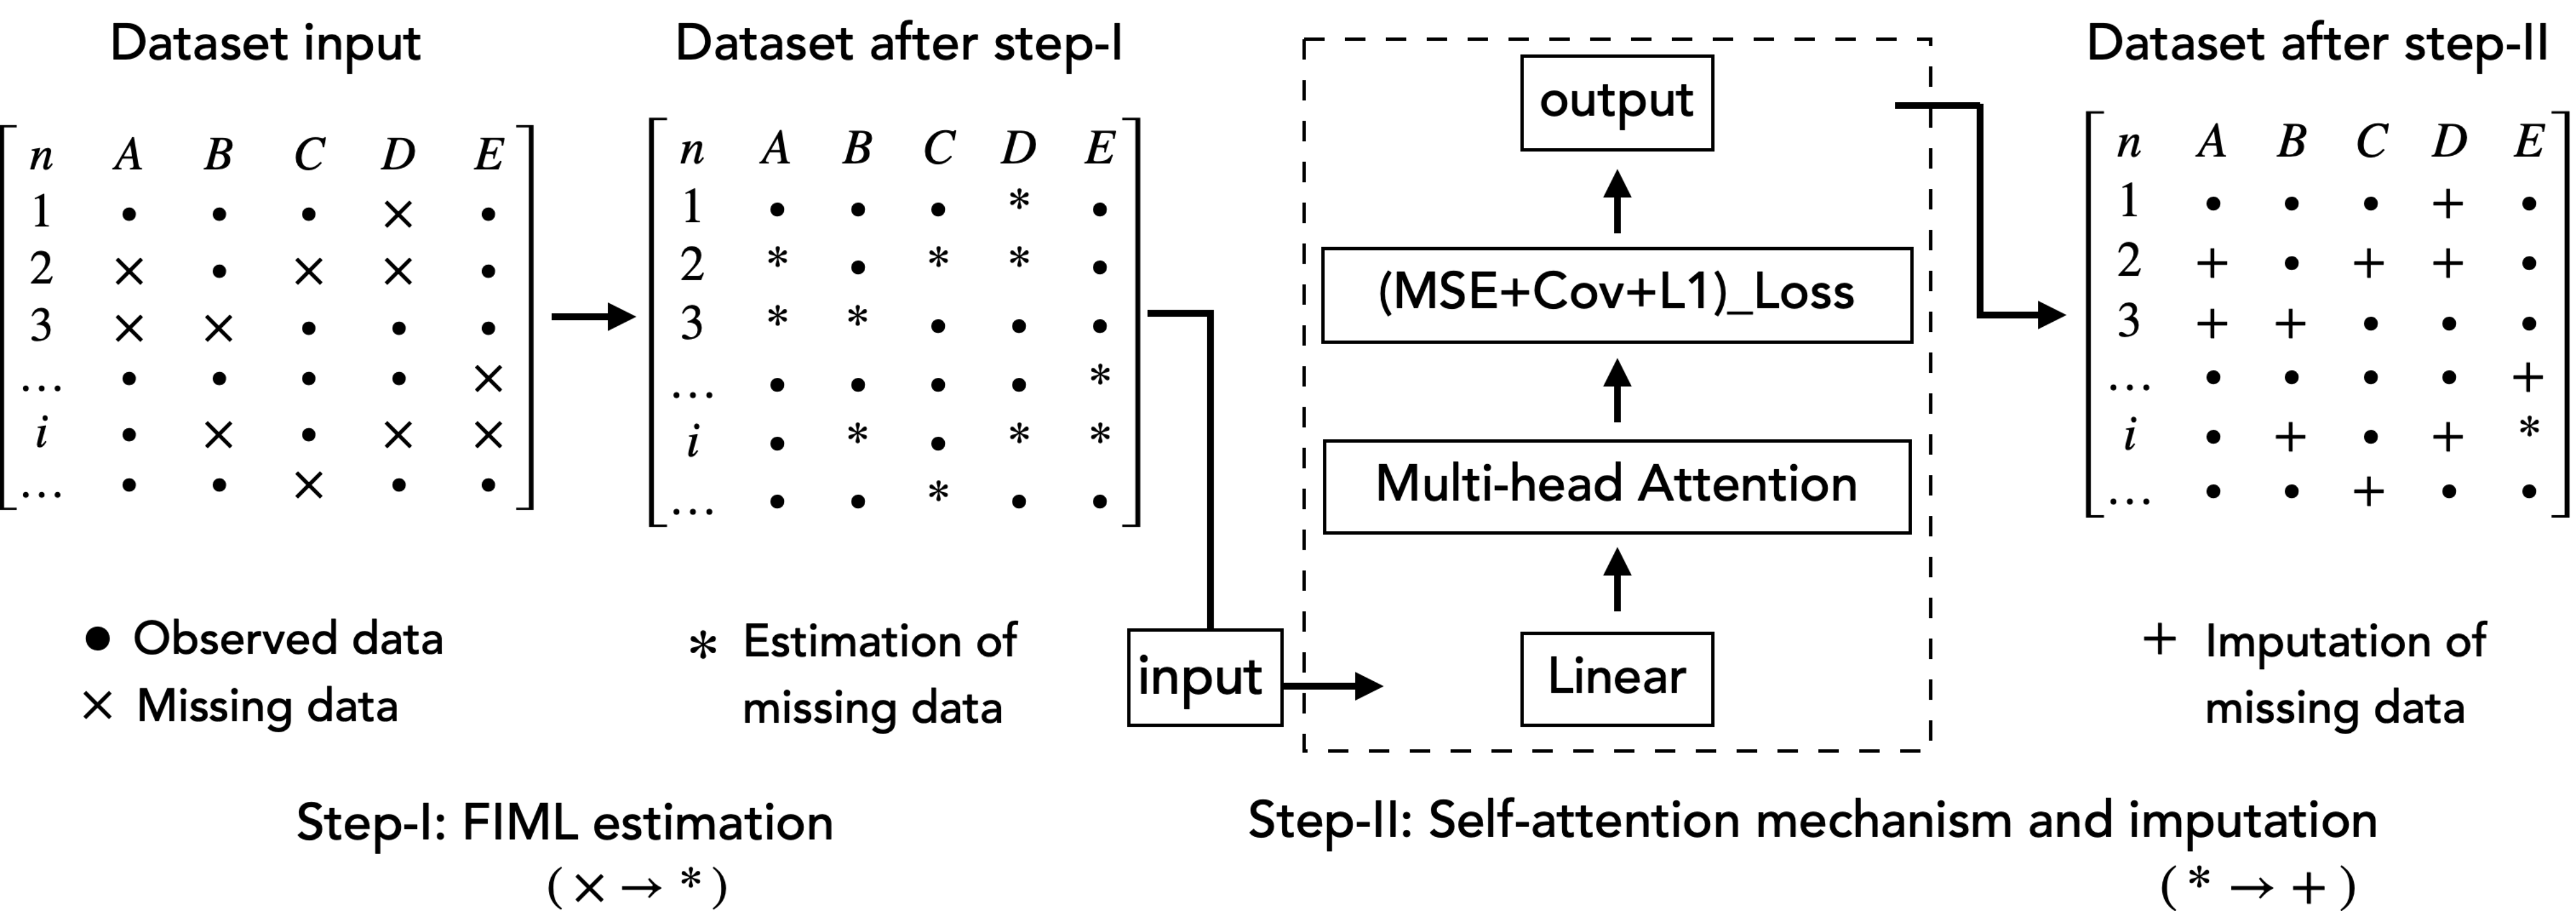 Dataset input
n A B C D E
1 • • • × •
2 × • × × •
3 × × • • •
... • • • • ×
i • × • × ×
... • • × • •
• Observed data
× Missing data
Dataset after step-I
n A B C D E
1 • • • * •
2 * • * * •
3 * * • • •
... • • • • *
i • * • * *
... • • * • •
* Estimation of
missing data
Step-I: FIML estimation
( × → * )
input
output
(MSE+Cov+L1)_Loss
Multi-head Attention
Linear
Dataset after step-II
n A B C D E
1 • • • + •
2 + • + + •
3 + + • • •
... • • • • +
i • + • + *
... • • + • •
+ Imputation of
missing data
Step-II: Self-attention mechanism and imputation
( * → + )